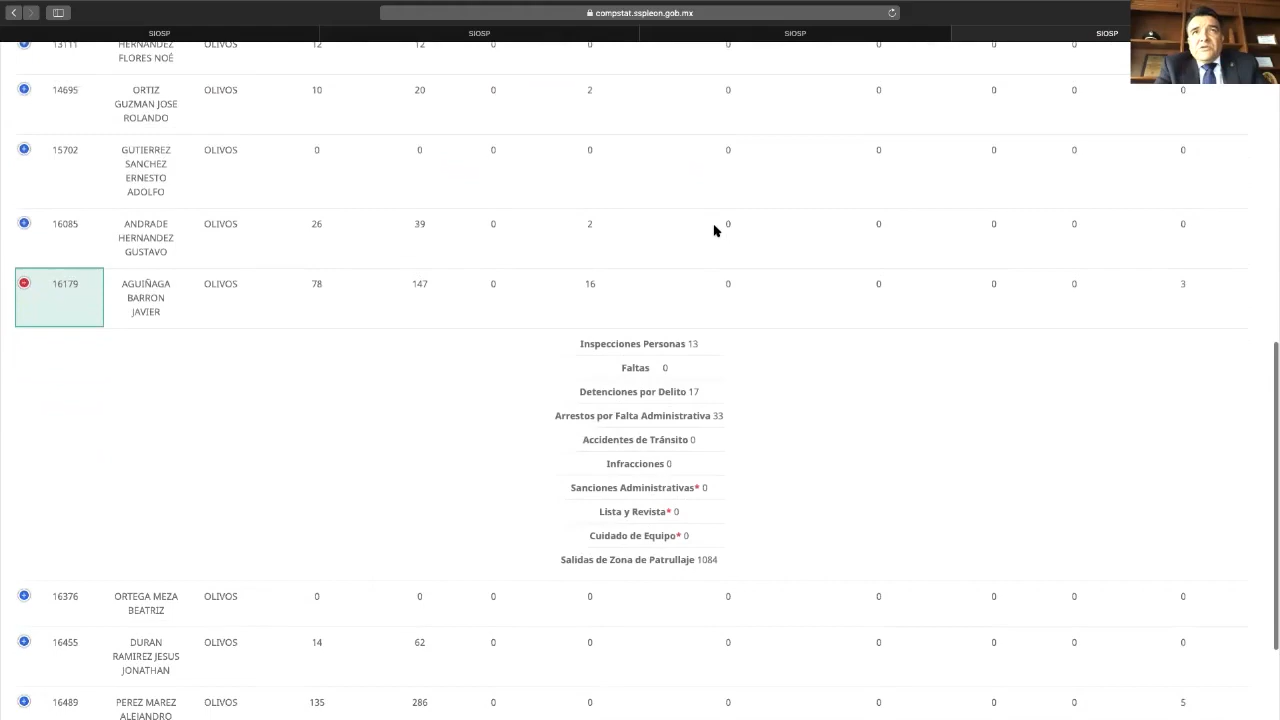 compstat.sspleon.gob.mx
SIOSP SIOSP SIOSP SIOSP
13111 HERNANDEZ OLIVOS 12 12 0 0 0 0 0 0 0
FLORES NOÉ
14695 ORTIZ OLIVOS 10 20 0 2 0 0 0 0 0
GUZMAN JOSE
ROLANDO
15702 GUTIERREZ OLIVOS 0 0 0 0 0 0 0 0 0
SANCHEZ
ERNESTO
ADOLFO
16085 ANDRADE OLIVOS 26 39 0 2 0 0 0 0 0
HERNANDEZ
GUSTAVO
16179 AGUIÑAGA OLIVOS 78 147 0 16 0 0 0 0 3
BARRON
JAVIER
Inspecciones Personas 13
Faltas 0
Detenciones por Delito 17
Arrestos por Falta Administrativa 33
Accidentes de Tránsito 0
Infracciones 0
Sanciones Administrativas* 0
Lista y Revista* 0
Cuidado de Equipo* 0
Salidas de Zona de Patrullaje 1084
16376 ORTEGA MEZA OLIVOS 0 0 0 0 0 0 0 0 0
BEATRIZ
16455 DURAN OLIVOS 14 62 0 0 0 0 0 0 0
RAMIREZ JESUS
JONATHAN
16489 PEREZ MAREZ OLIVOS 135 286 0 0 0 0 0 0 5
ALEJANDRO